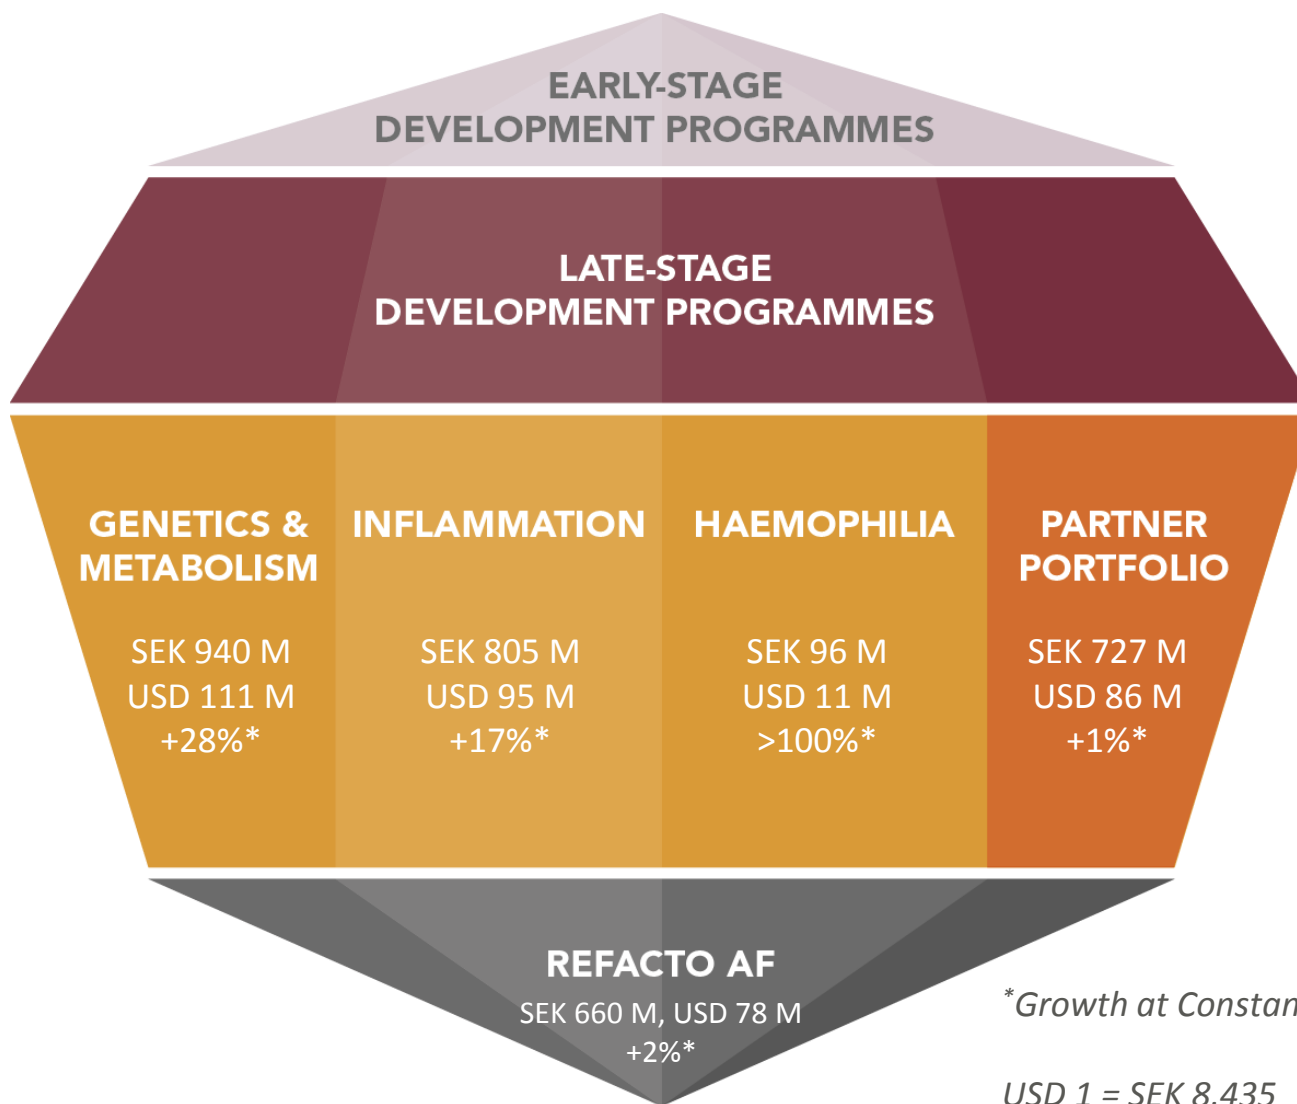 EARLY-STAGE
DEVELOPMENT PROGRAMMES
LATE-STAGE
DEVELOPMENT PROGRAMMES
GENETICS &
METABOLISM
SEK 940 M
USD 111 M
+28%*
INFLAMMATION
SEK 805 M
USD 95 M
+17%*
HAEMOPHILIA
SEK 96 M
USD 11 M
>100%*
PARTNER
PORTFOLIO
SEK 727 M
USD 86 M
+1%*
REFACTO AF
SEK 660 M, USD 78 M
+2%*
*Growth at
USD 1 = SEK 8.435